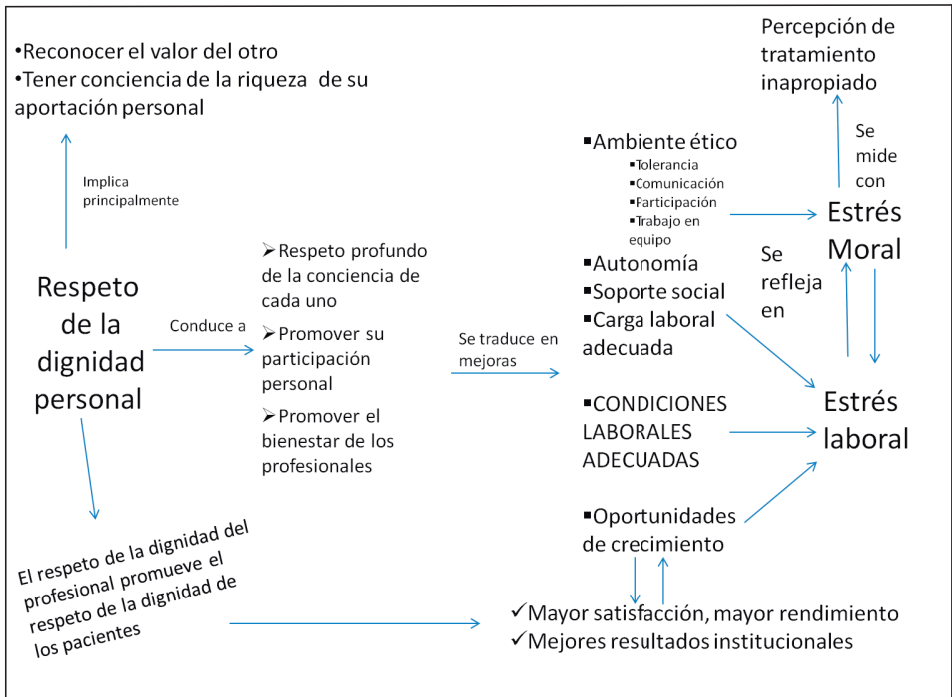 •Reconocer el valor del otro
•Tener conciencia de la riqueza de su
aportación personal
Percepción de
tratamiento
inapropiado
Implica
principalmente
Se
mide
con
▪Ambiente ético
▪Tolerancia
▪Comunicación
▪Participación
▪Trabajo en
equipo
▪Autonomía
▪Soporte social
▪Carga laboral
adecuada
Estrés
Moral
Se
refleja
en
Respeto
de la
dignidad
personal
Conduce a
➢Respeto profundo
de la conciencia de
cada uno
➢Promover su
participación
personal
➢Promover el
bienestar de los
profesionales
Se traduce en
mejoras
▪CONDICIONES
LABORALES
ADECUADAS
Estrés
laboral
▪Oportunidades
de crecimiento
El respeto de la dignidad del
profesional promueve el
respeto de la dignidad de
los pacientes
✓Mayor satisfacción, mayor rendimiento
✓Mejores resultados institucionales